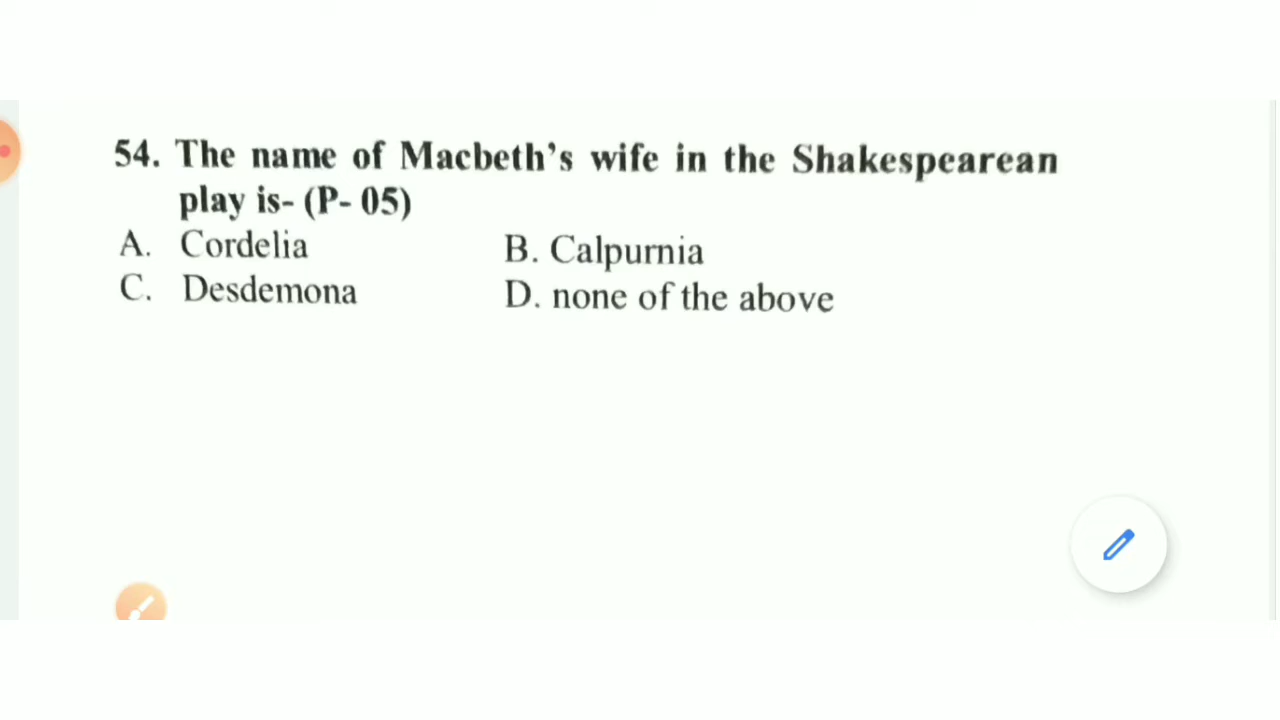 54. The name of Macbeth's wife in the Shakespearean
play is- (P- 05)
A. Cordelia B. Calpurnia
C. Desdemona D. none of the above